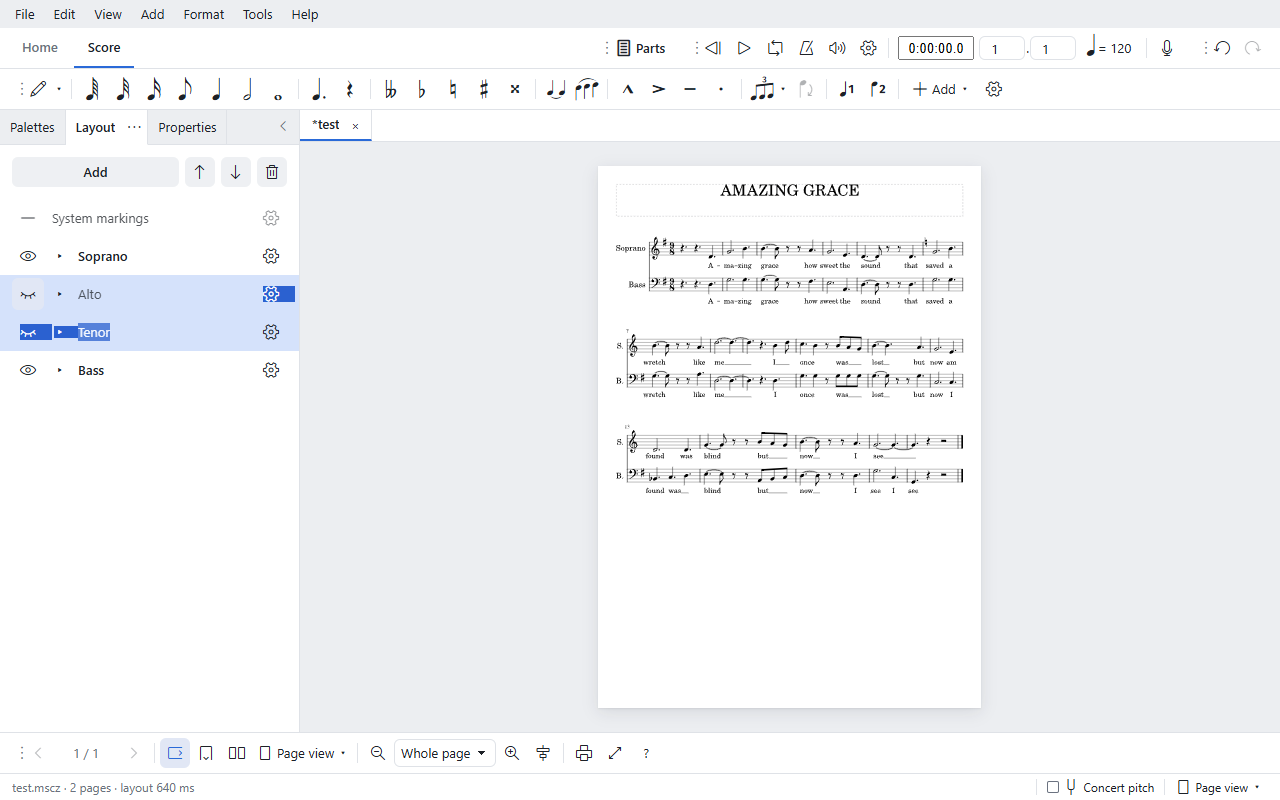 File Edit View Add Format Tools Help
Home Score Parts 0:00:00.0 1 . 1 = 120
3 1 2 Add
Palettes Layout Properties *test
Add
System markings
Soprano
Alto
Tenor
Bass
AMAZING GRACE
Soprano
A - ma-zing grace how sweet the sound that saved a
Bass
A - ma-zing grace how sweet the sound that saved a
7
S.
wretch like me I once was lost but now am
B.
wretch like me I once was lost but now I
13
S.
found was blind but now I see
B.
found was blind but now I see I see
1 / 1 Page view Whole page ?
test.mscz · 2 pages · layout 640 ms Concert pitch Page view